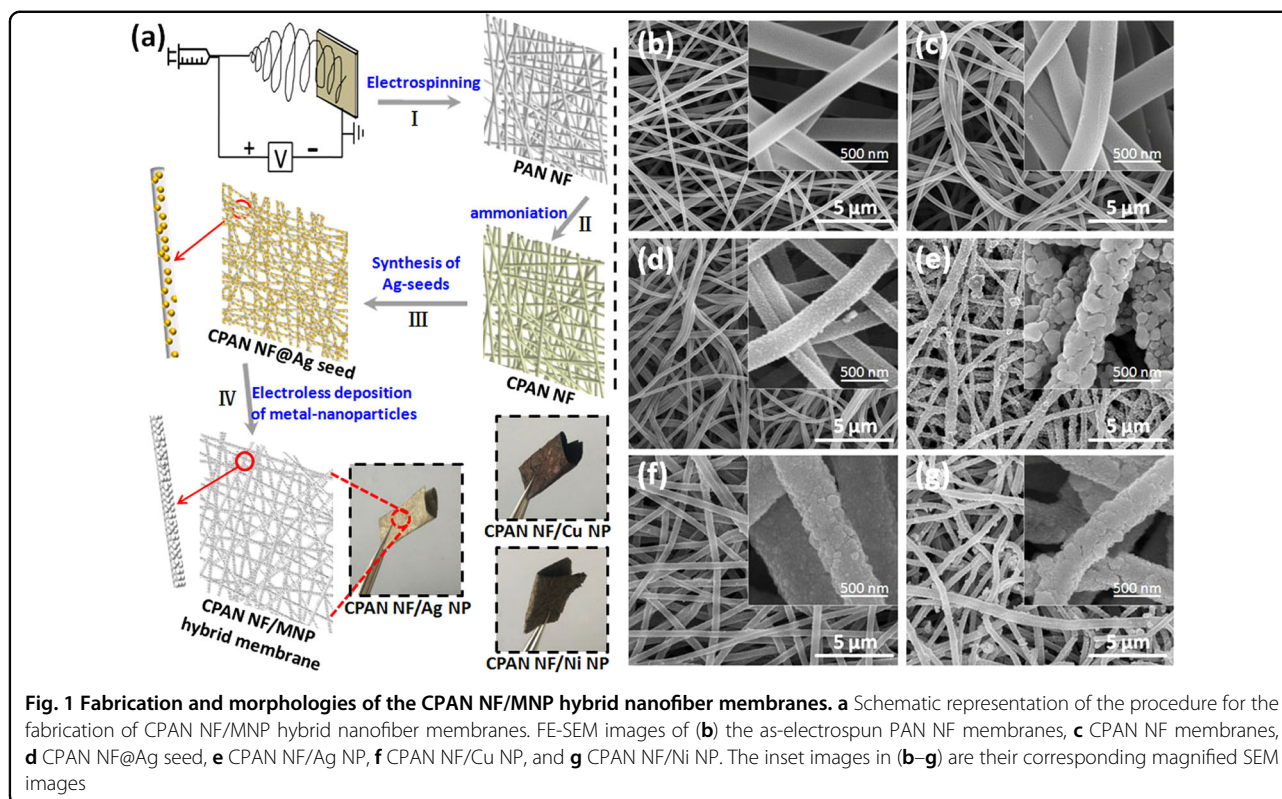 (a)
Electrospinning
I
+
V
−
PAN NF
ammoniation
II
Synthesis of
Ag-seeds
III
CPAN NF@Ag seed
CPAN NF
IV
Electroless deposition
of metal-nanoparticles
CPAN NF/MNP
hybrid membrane
CPAN NF/Ag NP
CPAN NF/Cu NP
CPAN NF/Ni NP
(b)
500 nm
5 μm
(c)
500 nm
5 μm
(d)
500 nm
5 μm
(e)
500 nm
5 μm
(f)
500 nm
5 μm
(g)
500 nm
5 μm
Fig. 1 Fabrication and morphologies of the CPAN NF/MNP hybrid nanofiber membranes. a Schematic representation of the procedure for the
fabrication of CPAN NF/MNP hybrid nanofiber membranes. FE-SEM images of (b) the as-electrospun PAN NF membranes, c CPAN NF membranes,
d CPAN NF@Ag seed, e CPAN NF/Ag NP, f CPAN NF/Cu NP, and g CPAN NF/Ni NP. The inset images in (b–g) are their corresponding magnified SEM
images